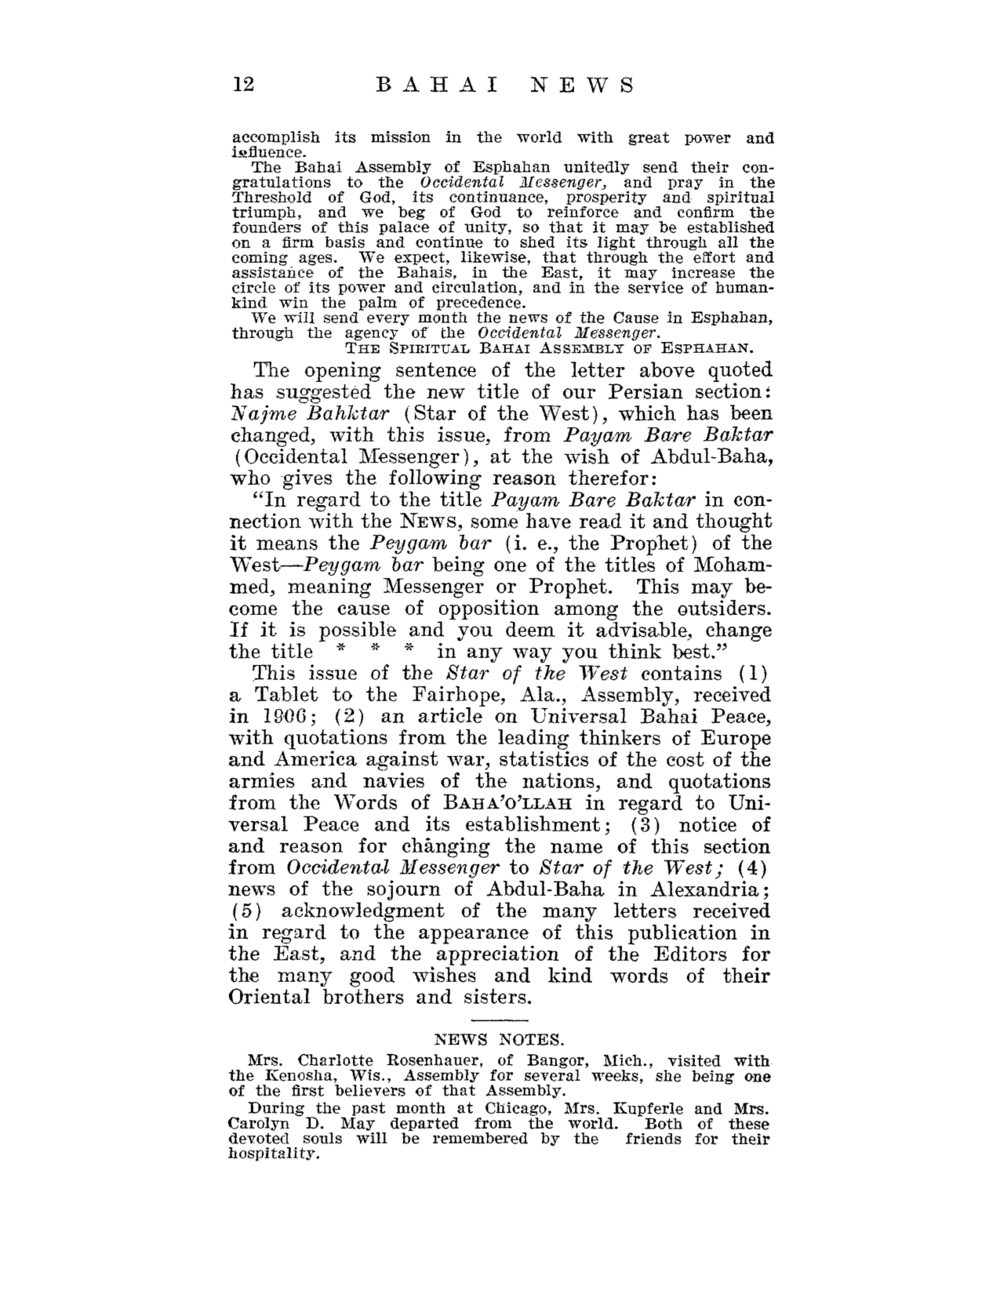 12 BAHAI NEWS
accomplish its mission in the world with great power and
influence.
The Bahai Assembly of Esphahan unitedly send their con-
gratulations to the Occidental Messenger, and pray in the
Threshold of God, its continuance, prosperity and spiritual
triumph, and we beg of God to reinforce and confirm the
founders of this palace of unity, so that it may be established
on a firm basis and continue to shed its light through all the
coming ages. We expect, likewise, that through the effort and
assistance of the Bahais, in the East, it may increase the
circle of its power and circulation, and in the service of human-
kind win the palm of precedence.
We will send every month the news of the Cause in Esphahan,
through the agency of the Occidental Messenger.
THE SPIRITUAL BAHAI ASSEMBLY OF ESPHAHAN.
The opening sentence of the letter above quoted
has suggested the new title of our Persian section:
Najme Bahktar (Star of the West), which has been
changed, with this issue, from Payam Bare Baktar
(Occidental Messenger), at the wish of Abdul-Baha,
who gives the following reason therefor:
“In regard to the title Payam Bare Baktar in con-
nection with the NEWS, some have read it and thought
it means the Peygam bar (i. e., the Prophet) of the
West—Peygam bar being one of the titles of Moham-
med, meaning Messenger or Prophet. This may be-
come the cause of opposition among the outsiders.
If it is possible and you deem it advisable, change
the title * * * in any way you think best.”
This issue of the Star of the West contains (1)
a Tablet to the Fairhope, Ala., Assembly, received
in 1906; (2) an article on Universal Bahai Peace,
with quotations from the leading thinkers of Europe
and America against war, statistics of the cost of the
armies and navies of the nations, and quotations
from the Words of BAHA’O’LLAH in regard to Uni-
versal Peace and its establishment; (3) notice of
and reason for changing the name of this section
from Occidental Messenger to Star of the West; (4)
news of the sojourn of Abdul-Baha in Alexandria;
(5) acknowledgment of the many letters received
in regard to the appearance of this publication in
the East, and the appreciation of the Editors for
the many good wishes and kind words of their
Oriental brothers and sisters.
NEWS NOTES.
Mrs. Charlotte Rosenhauer, of Bangor, Mich., visited with
the Kenosha, Wis., Assembly for several weeks, she being one
of the first believers of that Assembly.
During the past month at Chicago, Mrs. Kupferle and Mrs.
Carolyn D. May departed from the world. Both of these
devoted souls will be remembered by the friends for their
hospitality.